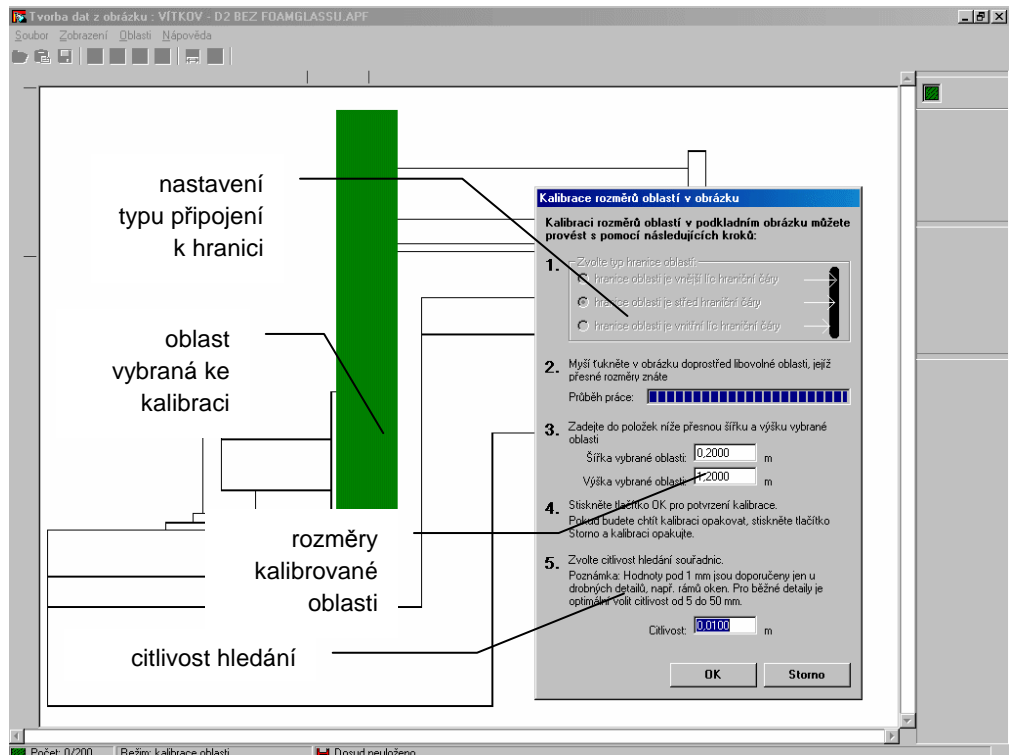 Tvorba dat z obrázku : VÍTKOV - D2 BEZ FOAMGLASSU.APF
Soubor Zobrazení Oblasti Nápověda
nastavení
typu připojení
k hranici
oblast
vybraná ke
kalibraci
rozměry
kalibrované
oblasti
citlivost hledání
Kalibrace rozměrů oblastí v obrázku
Kalibraci rozměrů oblastí v podkladním obrázku můžete
provést s pomocí následujících kroků:
1. Zvolte typ hranice oblasti:
hranice oblasti je vnější líc hraniční čáry
hranice oblasti je střed hraniční čáry
hranice oblasti je vnitřní líc hraniční čáry
2. Myší ťukněte v obrázku doprostřed libovolné oblasti, jejíž
přesné rozměry znáte
Průběh práce:
3. Zadejte do položek níže přesnou šířku a výšku vybrané
oblasti
Šířka vybrané oblasti: 0,2000 m
Výška vybrané oblasti: 1,2000 m
4. Stiskněte tlačítko OK pro potvrzení kalibrace.
Pokud budete chtít kalibraci opakovat, stiskněte tlačítko
Storno a kalibraci opakujte.
5. Zvolte citlivost hledání souřadnic.
Poznámka: Hodnoty pod 1 mm jsou doporučeny jen u
drobných detailů, např. rámů oken. Pro běžné detaily je
optimální volit citlivost od 5 do 50 mm.
Citlivost: 0,0100 m
OK Storno
Počet: 0/200 Režim: kalibrace oblasti Dosud neuloženo